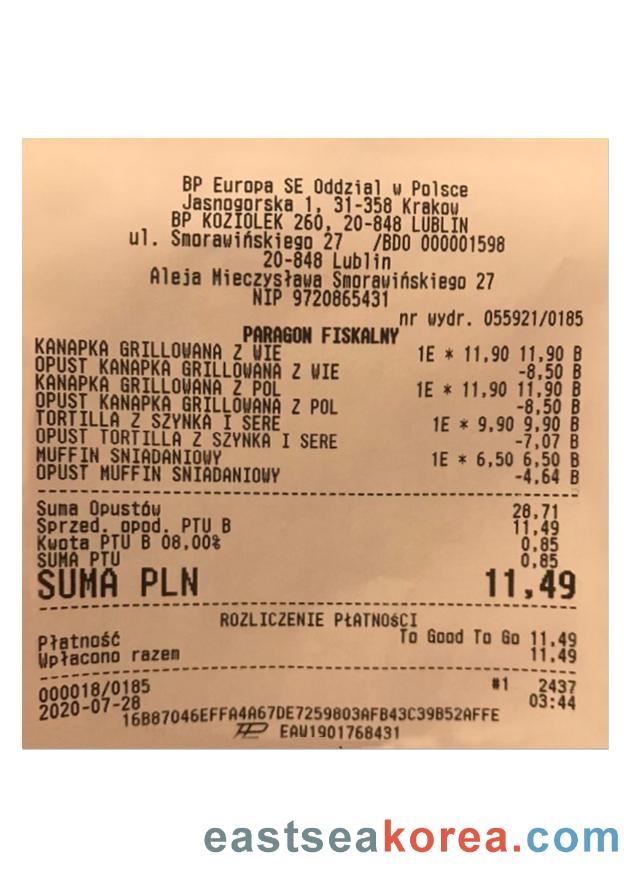 BP Europa SE Oddzial w Polsce
Jasnogorska 1, 31-358 Krakow
BP KOZIOLEK 260, 20-848 LUBLIN
ul. Smorawińskiego 27 /BDO 000001598
20-848 Lublin
Aleja Mieczysława Smorawińskiego 27
NIP 9720865431
nr wydr. 055921/0185
PARAGON FISKALNY
KANAPKA GRILLOWANA Z WIE 1E * 11,90 11,90 B
OPUST KANAPKA GRILLOWANA Z WIE -8,50 B
KANAPKA GRILLOWANA Z POL 1E * 11,90 11,90 B
OPUST KANAPKA GRILLOWANA Z POL -8,50 B
TORTILLA Z SZYNKA I SERE 1E * 9,90 9,90 B
OPUST TORTILLA Z SZYNKA I SERE -7,07 B
MUFFIN SNIADANIOWY 1E * 6,50 6,50 B
OPUST MUFFIN SNIADANIOWY -4,64 B
Suma Opustów 28,71
Sprzed. opod. PTU B 11,49
Kwota PTU B 08,00% 0,85
SUMA PTU 0,85
SUMA PLN 11,49
ROZLICZENIE PŁATNOŚCI
Płatność To Good To Go 11,49
Wpłacono razem 11,49
000018/0185 #1 2437
2020-07-28 03:44
16B87046EFFA4A67DE7259803AFB43C39B52AFFE
EAW1901768431
eastseakorea.com